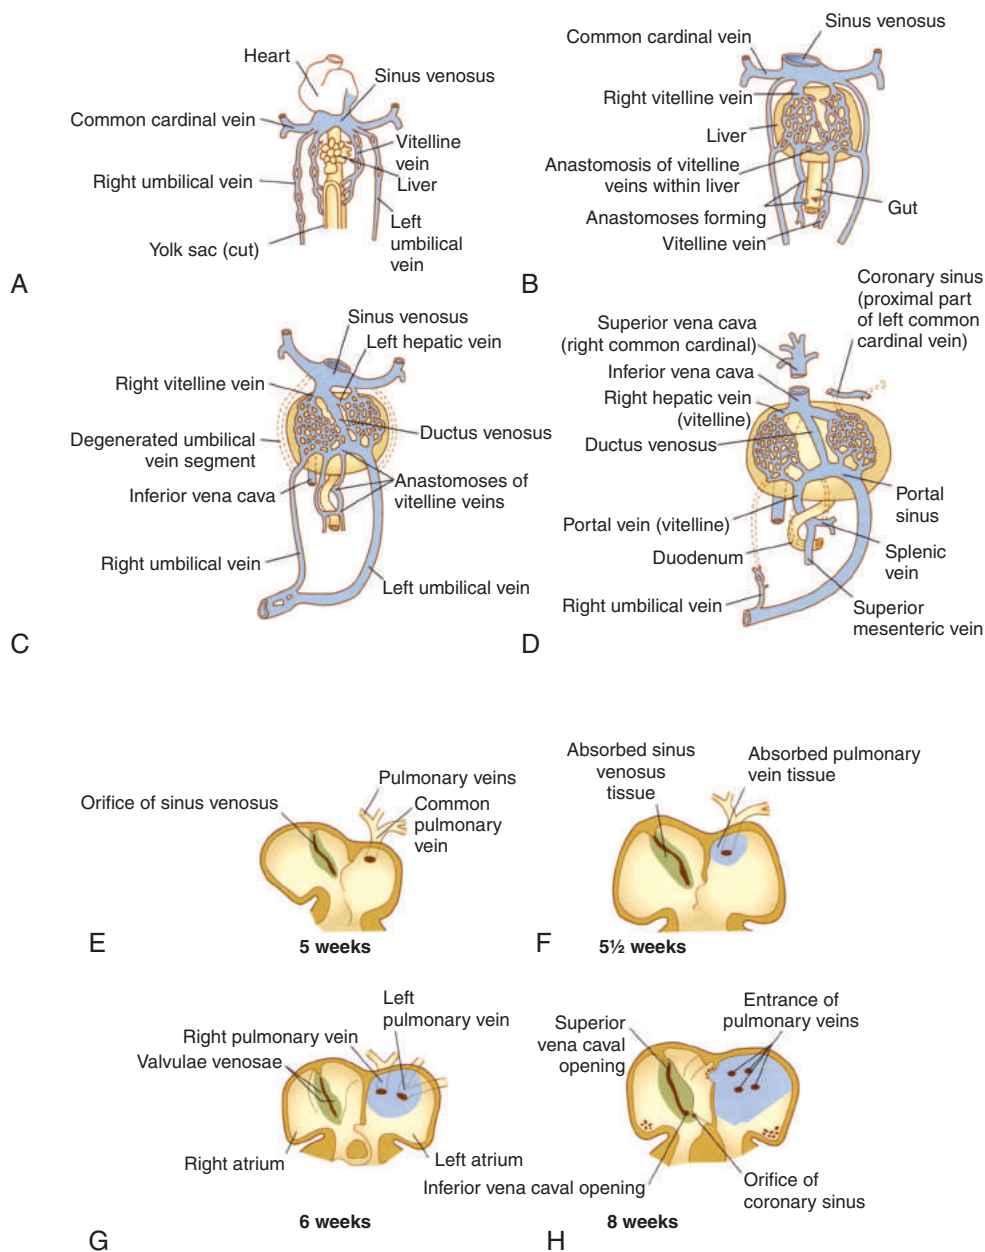 Heart
Sinus venosus
Common cardinal vein
Vitelline
vein
Right umbilical vein
Liver
Left
umbilical
vein
Yolk sac (cut)
A
Sinus venosus
Common cardinal vein
Right vitelline vein
Liver
Anastomosis of vitelline
veins within liver
Gut
Anastomoses forming
Vitelline vein
B
Sinus venosus
Left hepatic vein
Right vitelline vein
Ductus venosus
Degenerated umbilical
vein segment
Inferior vena cava
Anastomoses of
vitelline veins
Right umbilical vein
Left umbilical vein
C
Coronary sinus
(proximal part
of left common
cardinal vein)
Superior vena cava
(right common cardinal)
Inferior vena cava
Right hepatic vein
(vitelline)
Ductus venosus
Portal
sinus
Portal vein (vitelline)
Duodenum
Splenic
vein
Right umbilical vein
Superior
mesenteric vein
D
Pulmonary veins
Orifice of sinus venosus
Common
pulmonary
vein
E
5 weeks
Absorbed sinus
venosus
tissue
Absorbed pulmonary
vein tissue
F
5½ weeks
Left
pulmonary vein
Right pulmonary vein
Valvulae venosae
Right atrium
Left atrium
6 weeks
G
Entrance of
pulmonary veins
Superior
vena caval
opening
Inferior vena caval opening
Orifice of
coronary sinus
8 weeks
H